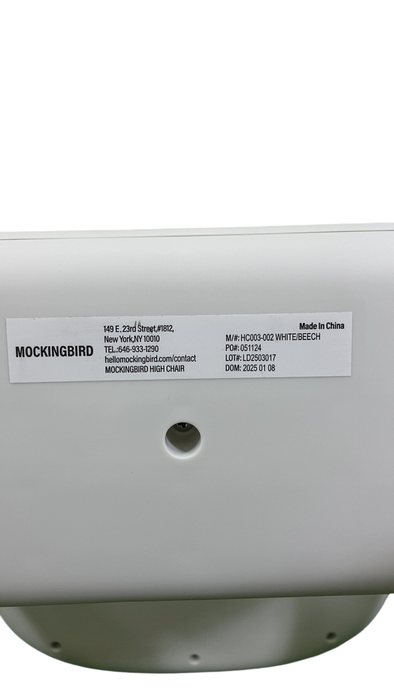 MOCKINGBIRD
149 E. 23rd Street,#1812,
New York,NY 10010
TEL.:646-933-1290
hellomockingbird.com/contact
MOCKINGBIRD HIGH CHAIR
Made In China
M/#: HC003-002 WHITE/BEECH
PO#: 051124
LOT#: LD2503017
DOM: 2025 01 08